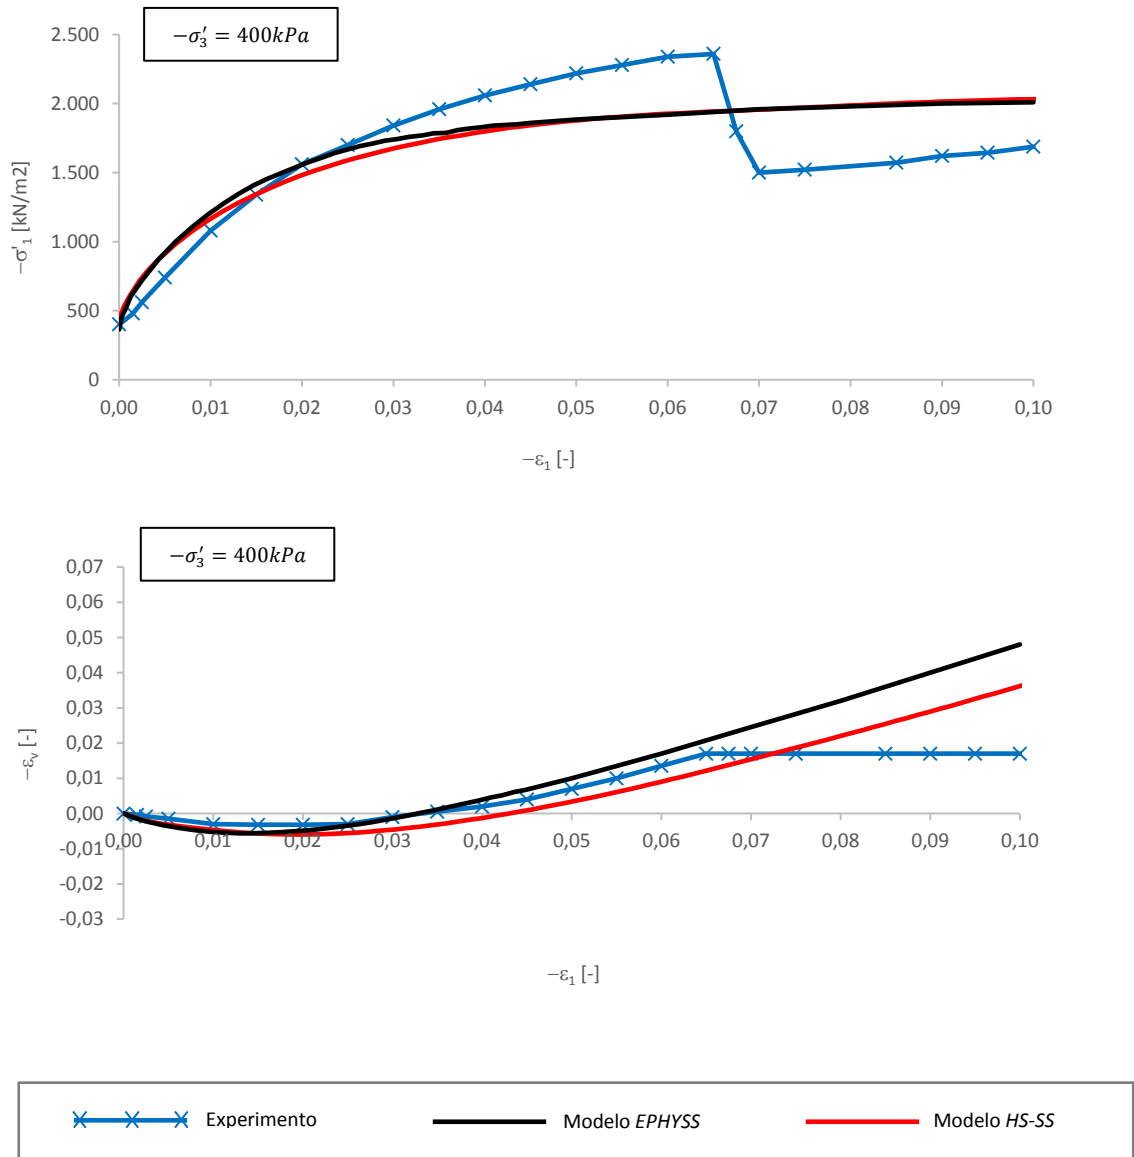 −σ′₃ = 400kPa
2.500
2.000
1.500
1.000
500
0
−σ'₁ [kN/m2]
0,00 0,01 0,02 0,03 0,04 0,05 0,06 0,07 0,08 0,09 0,10
−ε₁ [-]
−σ′₃ = 400kPa
0,07
0,06
0,05
0,04
0,03
0,02
0,01
0,00
-0,01
-0,02
-0,03
−εᵥ [-]
0,00 0,01 0,02 0,03 0,04 0,05 0,06 0,07 0,08 0,09 0,10
−ε₁ [-]
Experimento Modelo EPHYSS Modelo HS-SS